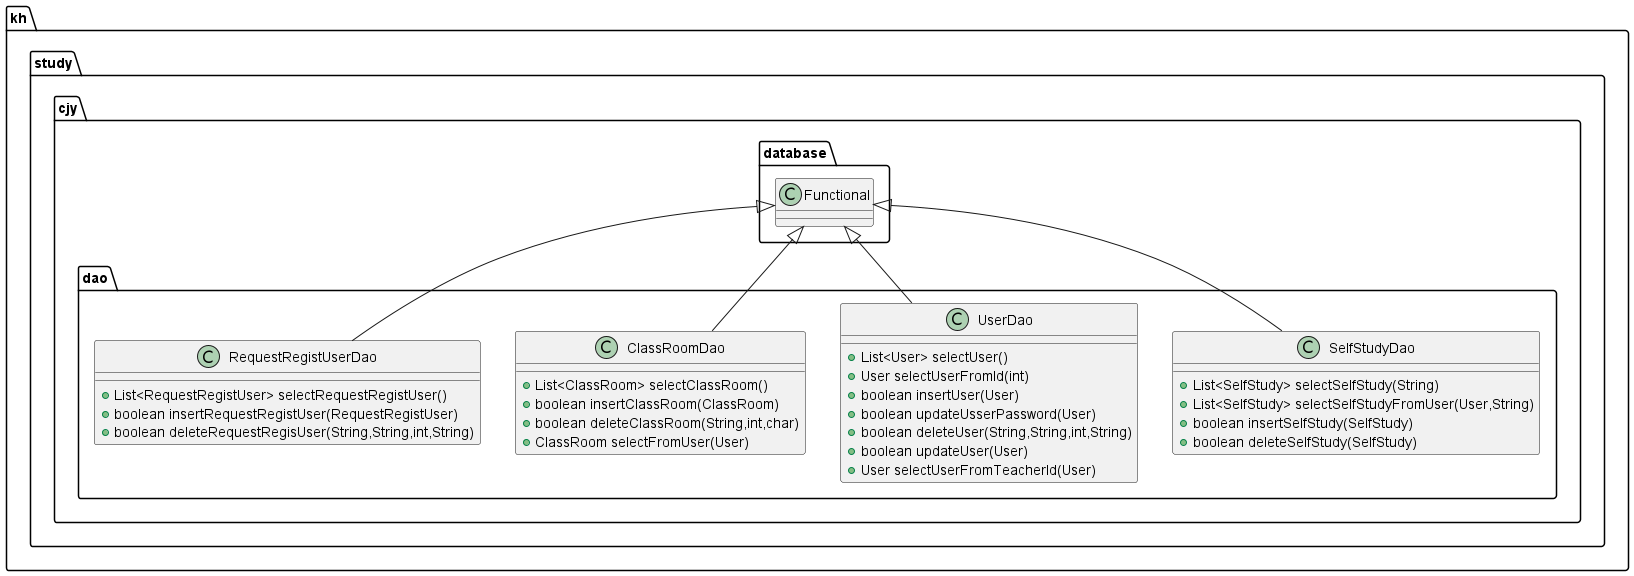 kh
study
cjy
database
C Functional
dao
C RequestRegistUserDao
List<RequestRegistUser> selectRequestRegistUser()
boolean insertRequestRegistUser(RequestRegistUser)
boolean deleteRequestRegisUser(String,String,int,String)
C ClassRoomDao
List<ClassRoom> selectClassRoom()
boolean insertClassRoom(ClassRoom)
boolean deleteClassRoom(String,int,char)
ClassRoom selectFromUser(User)
C UserDao
List<User> selectUser()
User selectUserFromId(int)
boolean insertUser(User)
boolean updateUsserPassword(User)
boolean deleteUser(String,String,int,String)
boolean updateUser(User)
User selectUserFromTeacherId(User)
C SelfStudyDao
List<SelfStudy> selectSelfStudy(String)
List<SelfStudy> selectSelfStudyFromUser(User,String)
boolean insertSelfStudy(SelfStudy)
boolean deleteSelfStudy(SelfStudy)